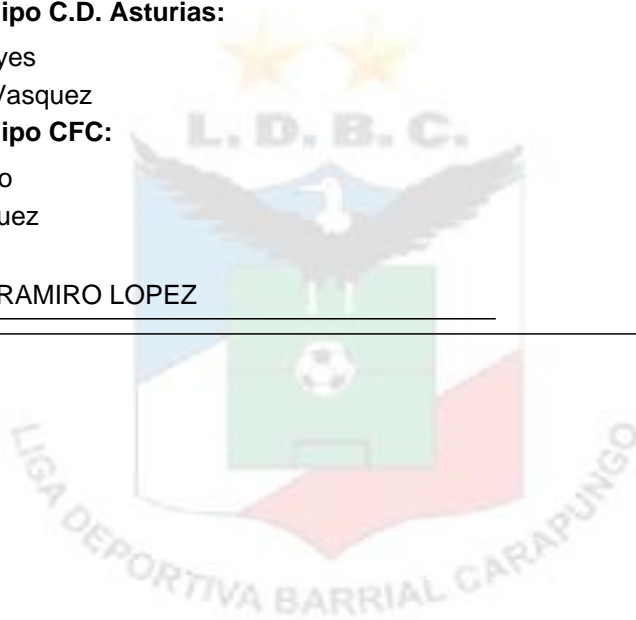 ipo C.D. Asturias:
yes
Vasquez
ipo CFC:
o
uez
RAMIRO LOPEZ
L. D. B. C.
LIGA DEPORTIVA BARRIAL CARAPUNGO